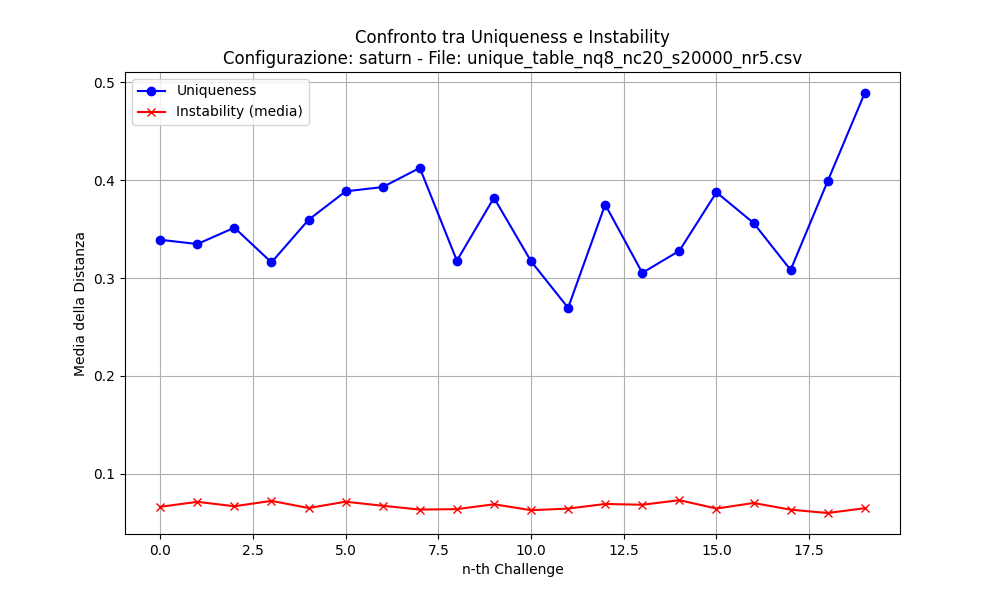 Confronto tra Uniqueness e Instability
Configurazione: saturn - File: unique_table_nq8_nc20_s20000_nr5.csv
Uniqueness
Instability (media)
Media della Distanza
0.5
0.4
0.3
0.2
0.1
0.0
2.5
5.0
7.5
10.0
12.5
15.0
17.5
n-th Challenge